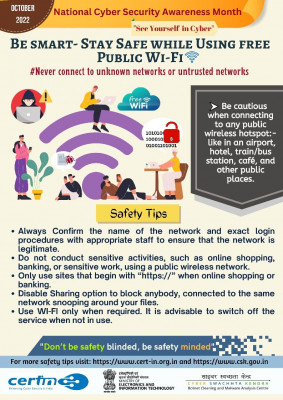 OCTOBER
2022
National Cyber Security Awareness Month
"See Yourself in Cyber"
BE SMART- STAY SAFE WHILE USING FREE
PUBLIC WI-FI
#Never connect to unknown networks or untrusted networks
free
WiFi
➤ Be cautious
when connecting
to any public
wireless hotspot:-
like in an airport,
hotel, train/bus
station, café, and
other public
places.
Safety Tips
• Always Confirm the name of the network and exact login
procedures with appropriate staff to ensure that the network is
legitimate.
• Do not conduct sensitive activities, such as online shopping,
banking, or sensitive work, using a public wireless network.
• Only use sites that begin with "https://" when online shopping or
banking.
• Disable Sharing option to block anybody, connected to the same
network snooping around your files.
• Use WI-FI only when required. It is advisable to switch off the
service when not in use.
"Don't be safety blinded, be safety minded"
For more safety tips visit: https://www.cert-in.org.in and https://www.csk.gov.in
MINISTRY OF
ELECTRONICS AND
INFORMATION TECHNOLOGY
साइबर स्वच्छता केन्द्र
CYBER SWACHHTA KENDRA
Botnet Cleaning and Malware Analysis Centre